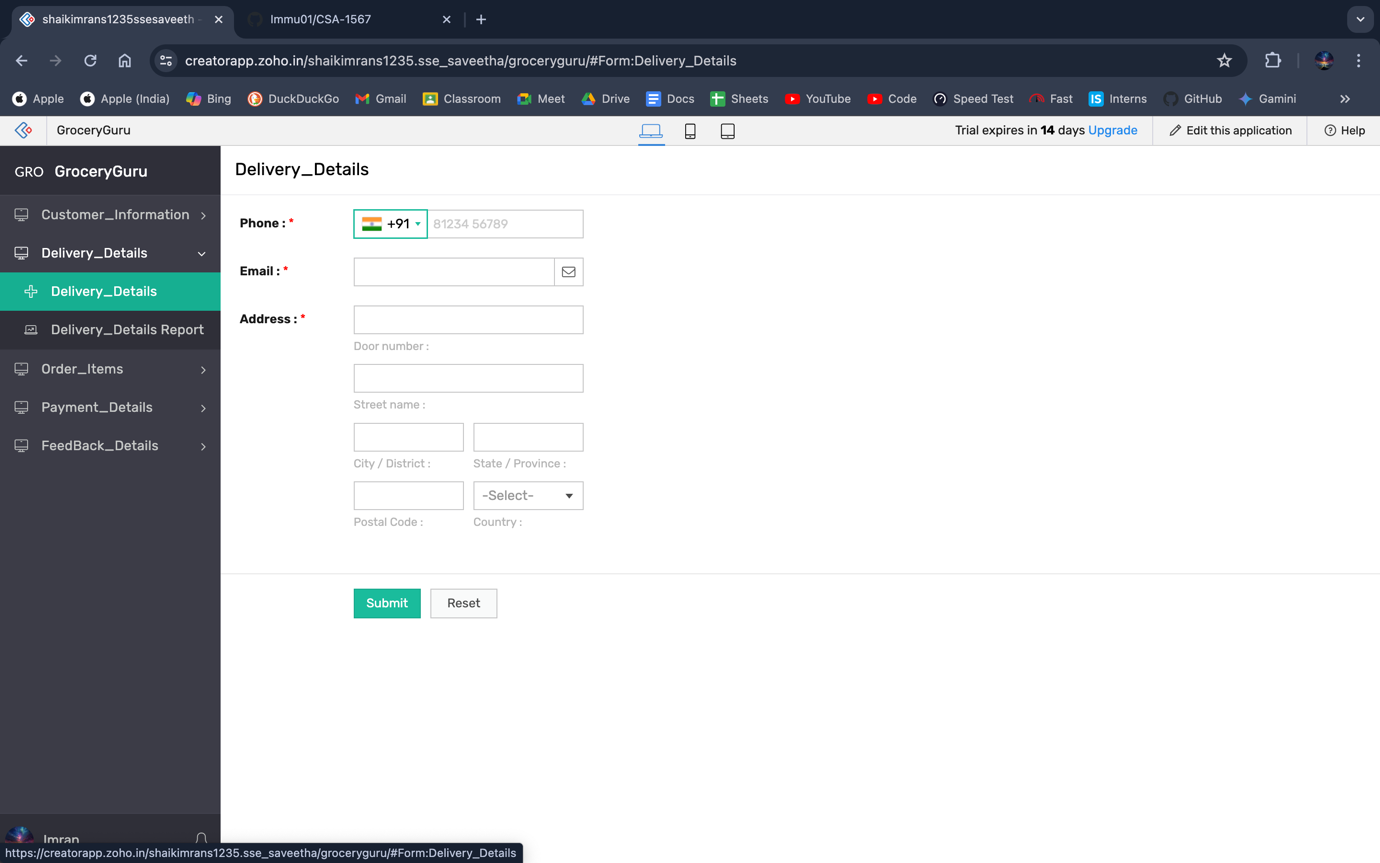 shaikimrans1235ssesaveeth
Immu01/CSA-1567
creatorapp.zoho.in/shaikimrans1235.sse_saveetha/groceryguru/#Form:Delivery_Details
Apple Apple (India) Bing DuckDuckGo Gmail Classroom Meet Drive Docs Sheets YouTube Code Speed Test Fast IS Interns GitHub Gamini
GroceryGuru
Trial expires in 14 days Upgrade
Edit this application
Help
GRO GroceryGuru
Customer_Information
Delivery_Details
Delivery_Details
Delivery_Details Report
Order_Items
Payment_Details
FeedBack_Details
Imran
Delivery_Details
Phone : *
+91
81234 56789
Email : *
Address : *
Door number :
Street name :
City / District : State / Province :
-Select-
Postal Code : Country :
Submit Reset
https://creatorapp.zoho.in/shaikimrans1235.sse_saveetha/groceryguru/#Form:Delivery_Details